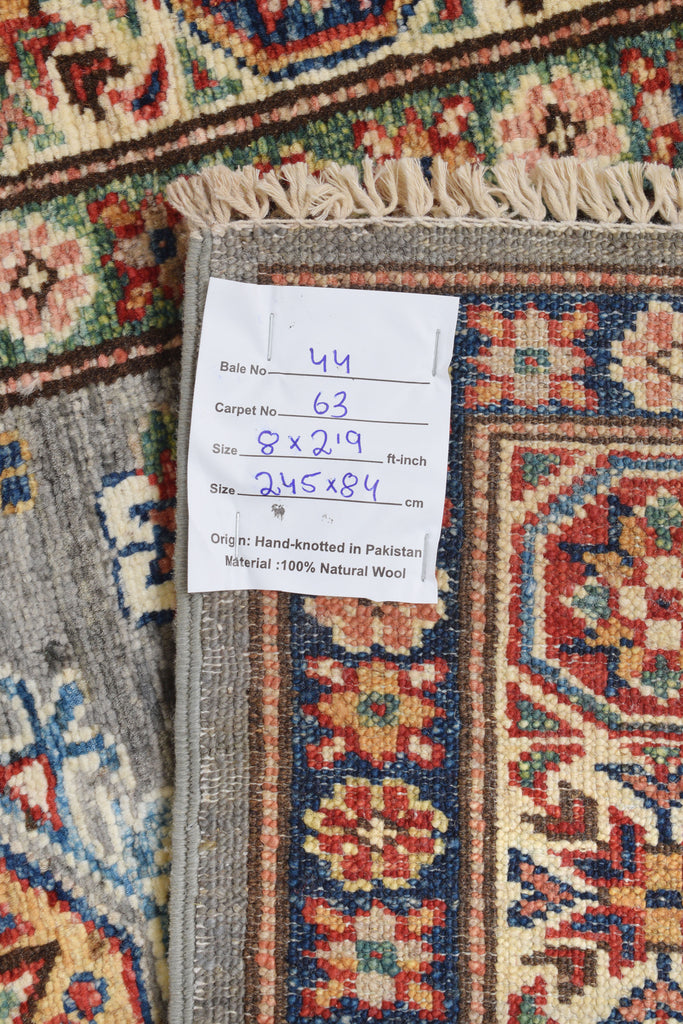 Bale No 44
Carpet No 63
Size 8 x 2'9 ft-inch
Size 245 x 84 cm
Origin: Hand-knotted in Pakistan
Material :100% Natural Wool